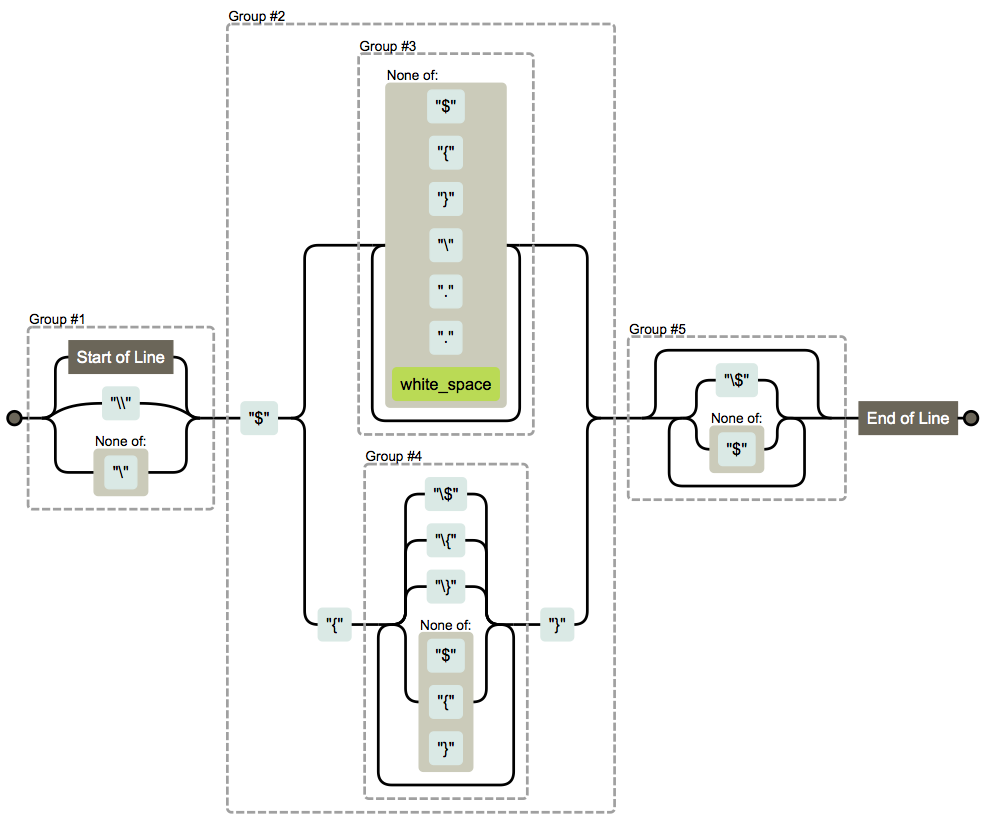 Group #1
Start of Line
"\\"
None of:
"\"
Group #2
"$"
Group #3
None of:
"$"
"{"
"}"
"\"
"."
"."
white_space
"{"
Group #4
"\$"
"\{"
"\}"
None of:
"$"
"{"
"}"
"}"
Group #5
"\$"
None of:
"$"
End of Line